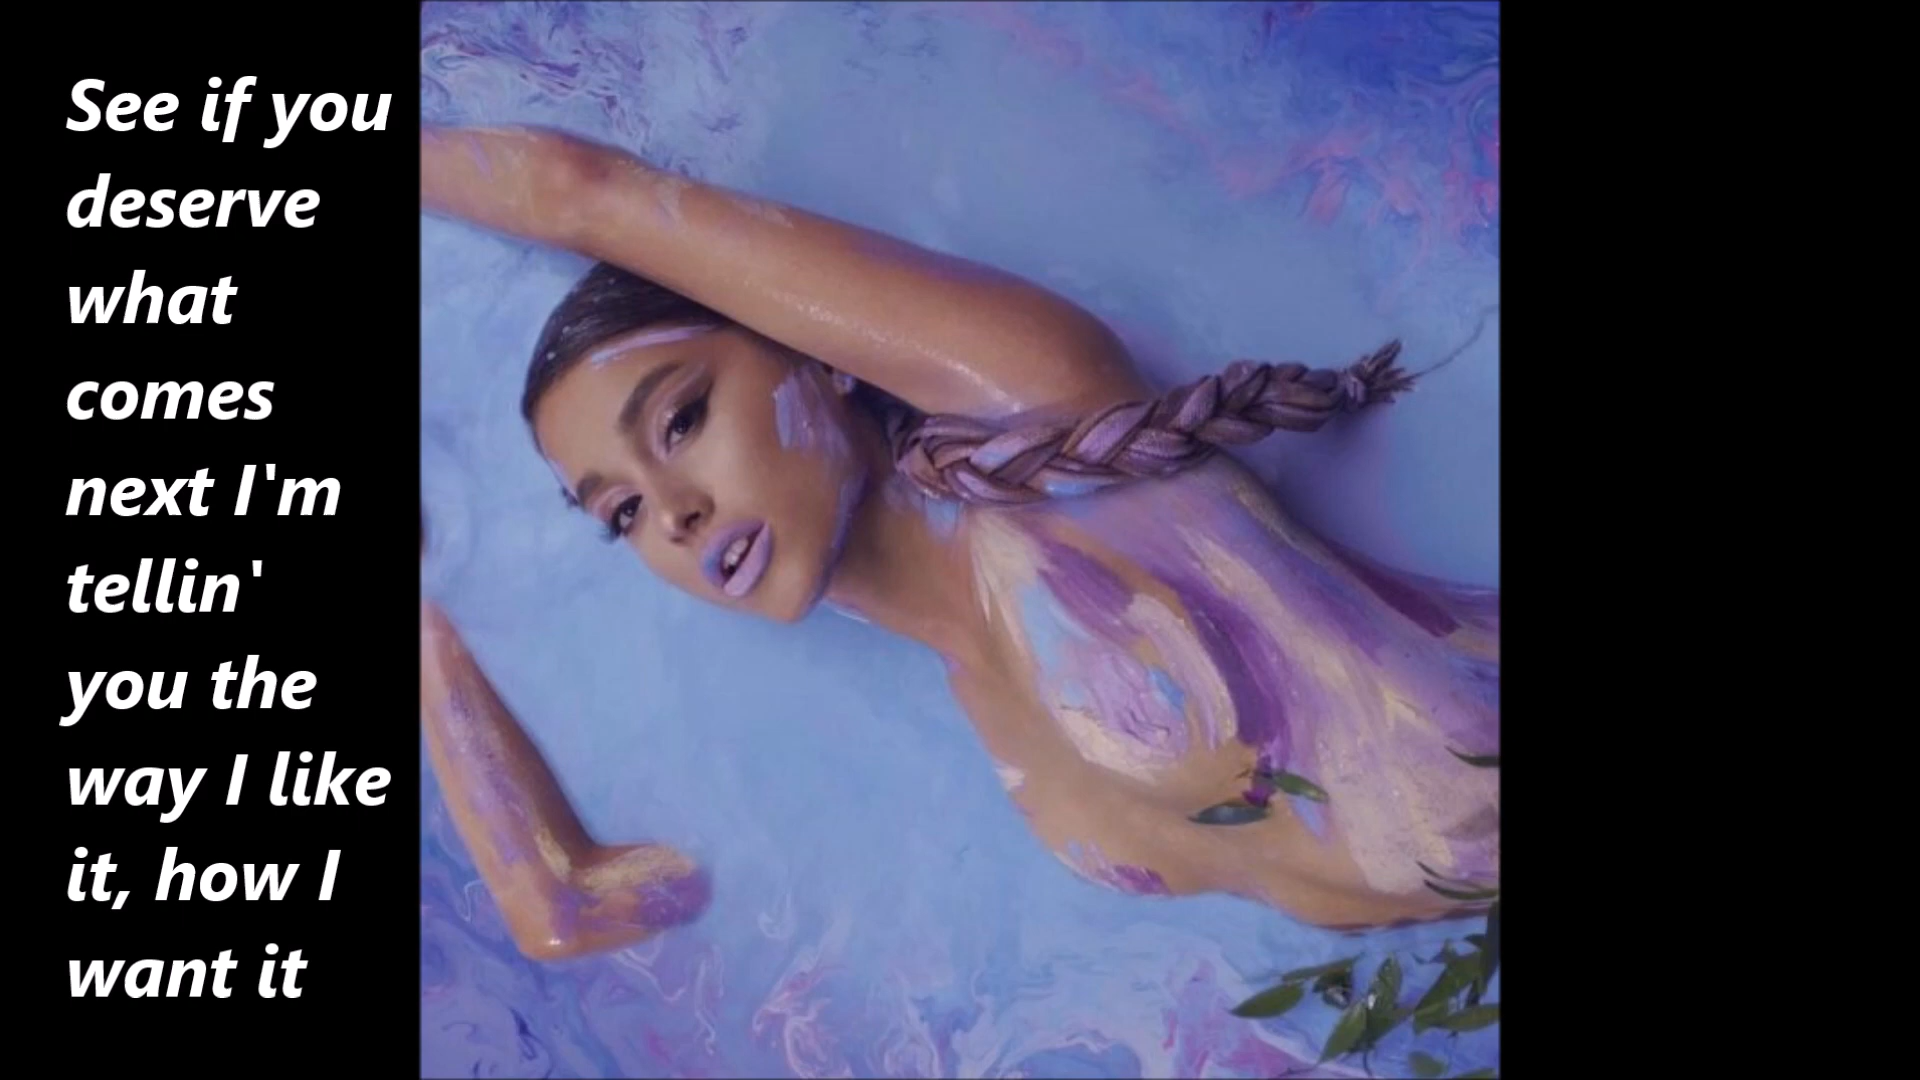 See if you
deserve
what
comes
next I'm
tellin'
you the
way I like
it, how I
want it